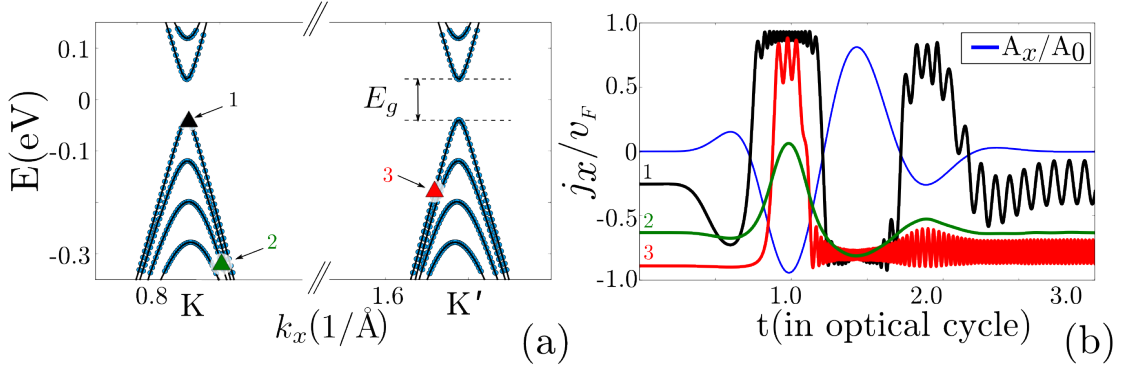 0.1
0
-0.1
-0.3
E(eV)
1
2
3
E_g
0.8
K
1.6
K'
k_x(1/Å)
(a)
1.0
0.5
0
-0.5
-1.0
j_x/v_F
A_x/A_0
1
2
3
1.0
2.0
3.0
t(in optical cycle)
(b)